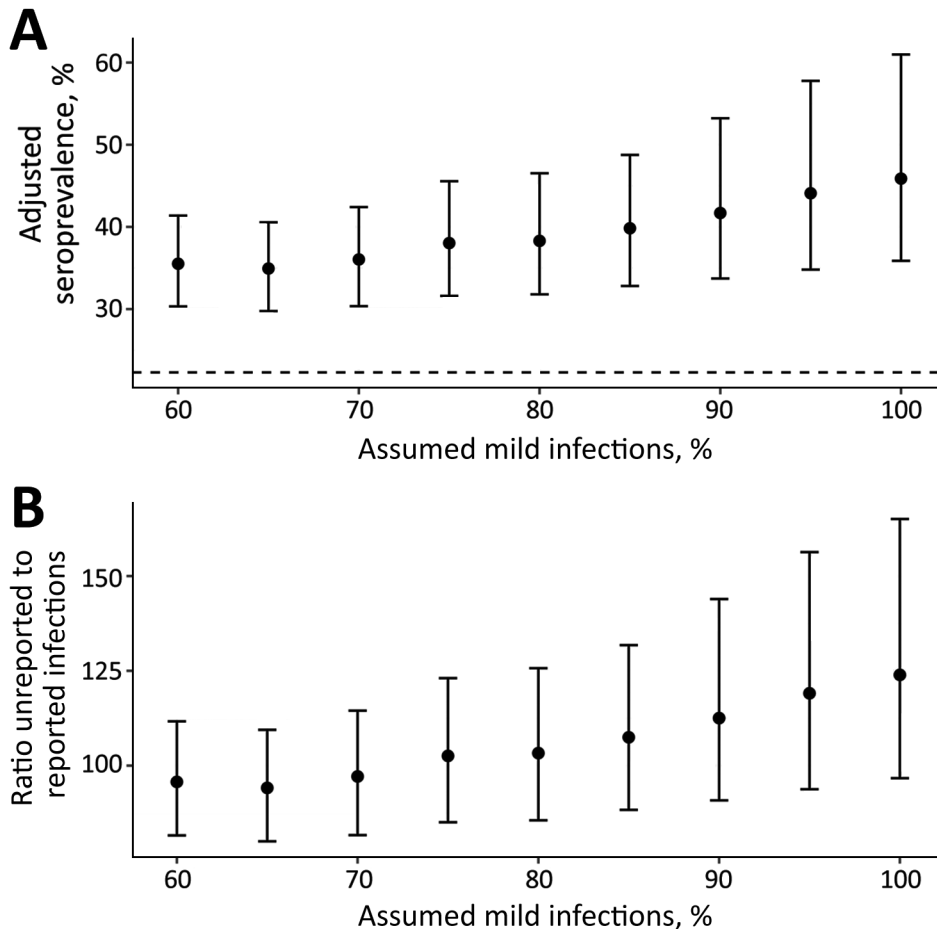 A
Adjusted
seroprevalence, %
60
50
40
30
60 70 80 90 100
Assumed mild infections, %
B
Ratio unreported to
reported infections
150
125
100
60 70 80 90 100
Assumed mild infections, %